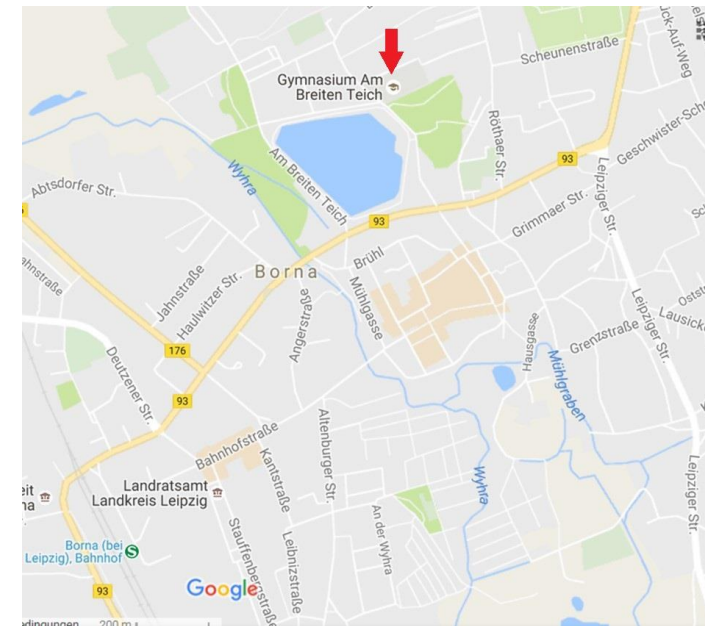 Scheunenstraße
Gymnasium Am
Breiten Teich
Röthaer Str.
93
Geschwister-Sch
Leipziger Str.
Am Breiten Teich
Wyhra
Abtsdorfer Str.
93
Grimmaer Str.
Borna
Brühl
Jahnstraße
Haulwitzer Str.
Angerstraße
Mühlgasse
Hausgasse
Leipziger Str.
Grenzstraße
Lausick
Mühlgraben
176
Deutzener Str.
93
Bahnhofstraße
Altenburger Str.
Kantstraße
Wyhra
Leipziger Str.
Landratsamt
Landkreis Leipzig
An der Wyhra
Stauffenbergstraße
Leibnizstraße
Borna (bei
Leipzig), Bahnhof
S
93
Google
200 m